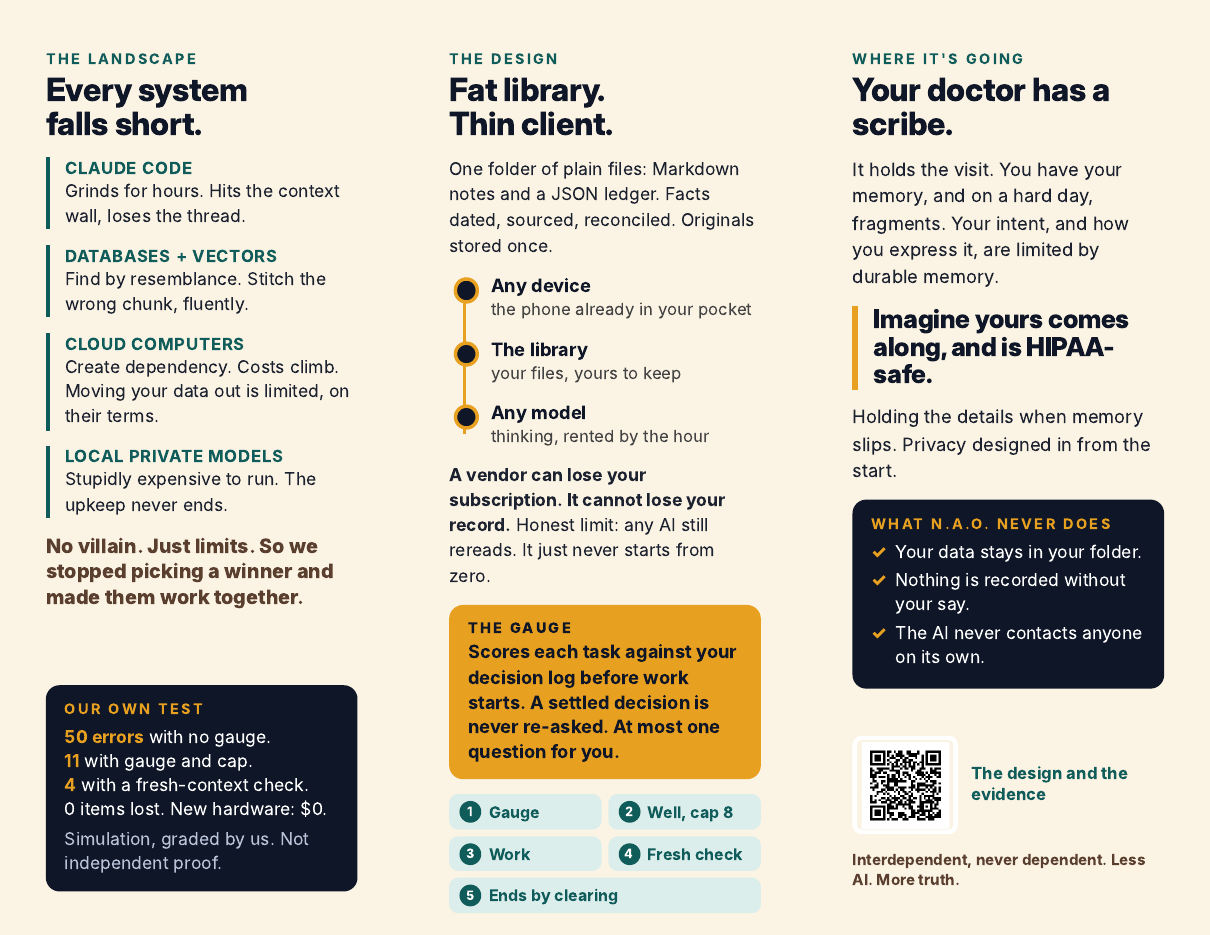 THE LANDSCAPE
Every system
falls short.
CLAUDE CODE
Grinds for hours. Hits the context
wall, loses the thread.
DATABASES + VECTORS
Find by resemblance. Stitch the
wrong chunk, fluently.
CLOUD COMPUTERS
Create dependency. Costs climb.
Moving your data out is limited, on
their terms.
LOCAL PRIVATE MODELS
Stupidly expensive to run. The
upkeep never ends.
No villain. Just limits. So we
stopped picking a winner and
made them work together.
OUR OWN TEST
50 errors with no gauge.
11 with gauge and cap.
4 with a fresh-context check.
0 items lost. New hardware: $0.
Simulation, graded by us. Not
independent proof.
THE DESIGN
Fat library.
Thin client.
One folder of plain files: Markdown
notes and a JSON ledger. Facts
dated, sourced, reconciled. Originals
stored once.
Any device
the phone already in your pocket
The library
your files, yours to keep
Any model
thinking, rented by the hour
A vendor can lose your
subscription. It cannot lose your
record. Honest limit: any AI still
rereads. It just never starts from
zero.
THE GAUGE
Scores each task against your
decision log before work
starts. A settled decision is
never re-asked. At most one
question for you.
1 Gauge
2 Well, cap 8
3 Work
4 Fresh check
5 Ends by clearing
WHERE IT'S GOING
Your doctor has a
scribe.
It holds the visit. You have your
memory, and on a hard day,
fragments. Your intent, and how
you express it, are limited by
durable memory.
Imagine yours comes
along, and is HIPAA-
safe.
Holding the details when memory
slips. Privacy designed in from the
start.
WHAT N.A.O. NEVER DOES
Your data stays in your folder.
Nothing is recorded without
your say.
The AI never contacts anyone
on its own.
The design and the
evidence
Interdependent, never dependent. Less
AI. More truth.